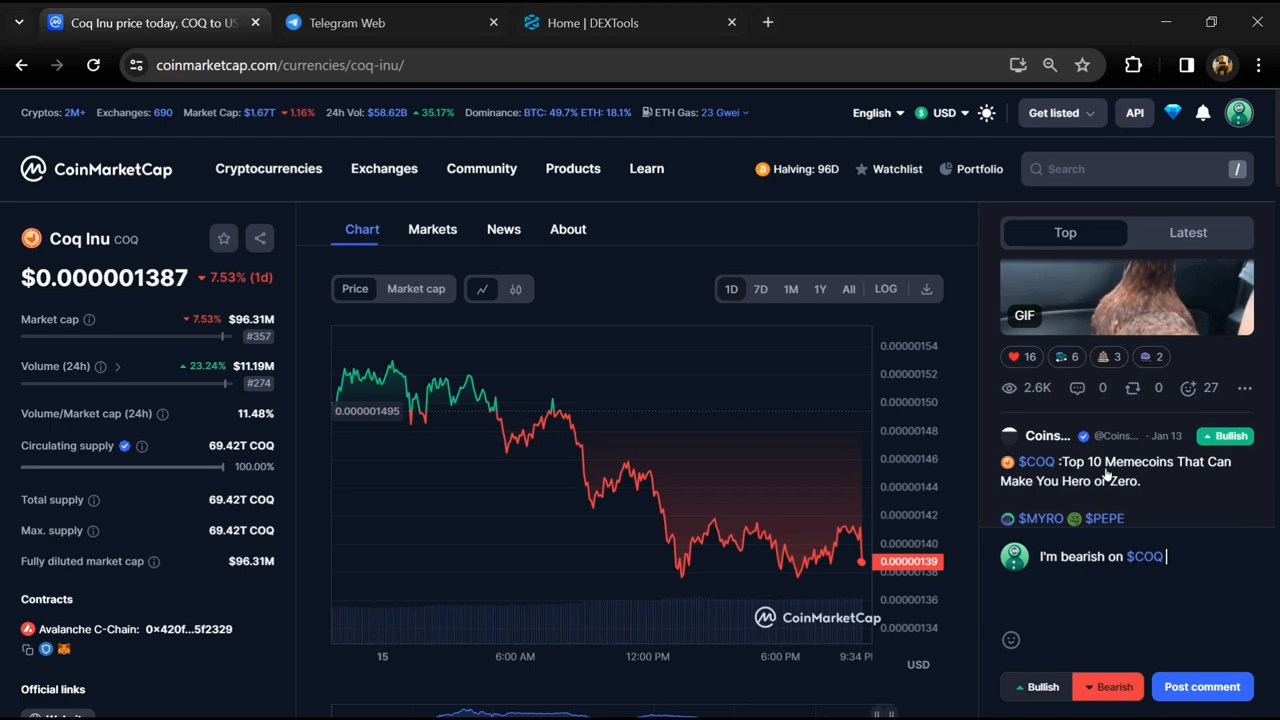 Coq Inu price today, COQ to US
Telegram Web
Home | DEXTools
coinmarketcap.com/currencies/coq-inu/
Cryptos: 2M+ Exchanges: 690 Market Cap: $1.67T 1.16% 24h Vol: $58.62B 35.17% Dominance: BTC: 49.7% ETH: 18.1% ETH Gas: 23 Gwei
English USD Get listed API
CoinMarketCap
Cryptocurrencies Exchanges Community Products Learn
Halving: 96D Watchlist Portfolio Search /
Coq Inu COQ
$0.000001387 7.53% (1d)
Market cap 7.53% $96.31M
#357
Volume (24h) 23.24% $11.19M
#274
Volume/Market cap (24h) 11.48%
Circulating supply 69.42T COQ
100.00%
Total supply 69.42T COQ
Max. supply 69.42T COQ
Fully diluted market cap $96.31M
Contracts
Avalanche C-Chain: 0x420f...5f2329
Official links
Website
Chart Markets News About
Price Market cap
1D 7D 1M 1Y All LOG
0.00000154
0.00000152
0.00000150
0.000001495
0.00000148
0.00000146
0.00000144
0.00000142
0.00000140
0.00000139
0.00000138
0.00000136
0.00000134
CoinMarketCap
15 6:00 AM 12:00 PM 6:00 PM 9:34 P
USD
Top Latest
GIF
16 6 3 2
2.6K 0 0 27
Coins... @Coins... · Jan 13 Bullish
$COQ :Top 10 Memecoins That Can
Make You Hero or Zero.
$MYRO $PEPE
I'm bearish on $COQ
Bullish Bearish Post comment